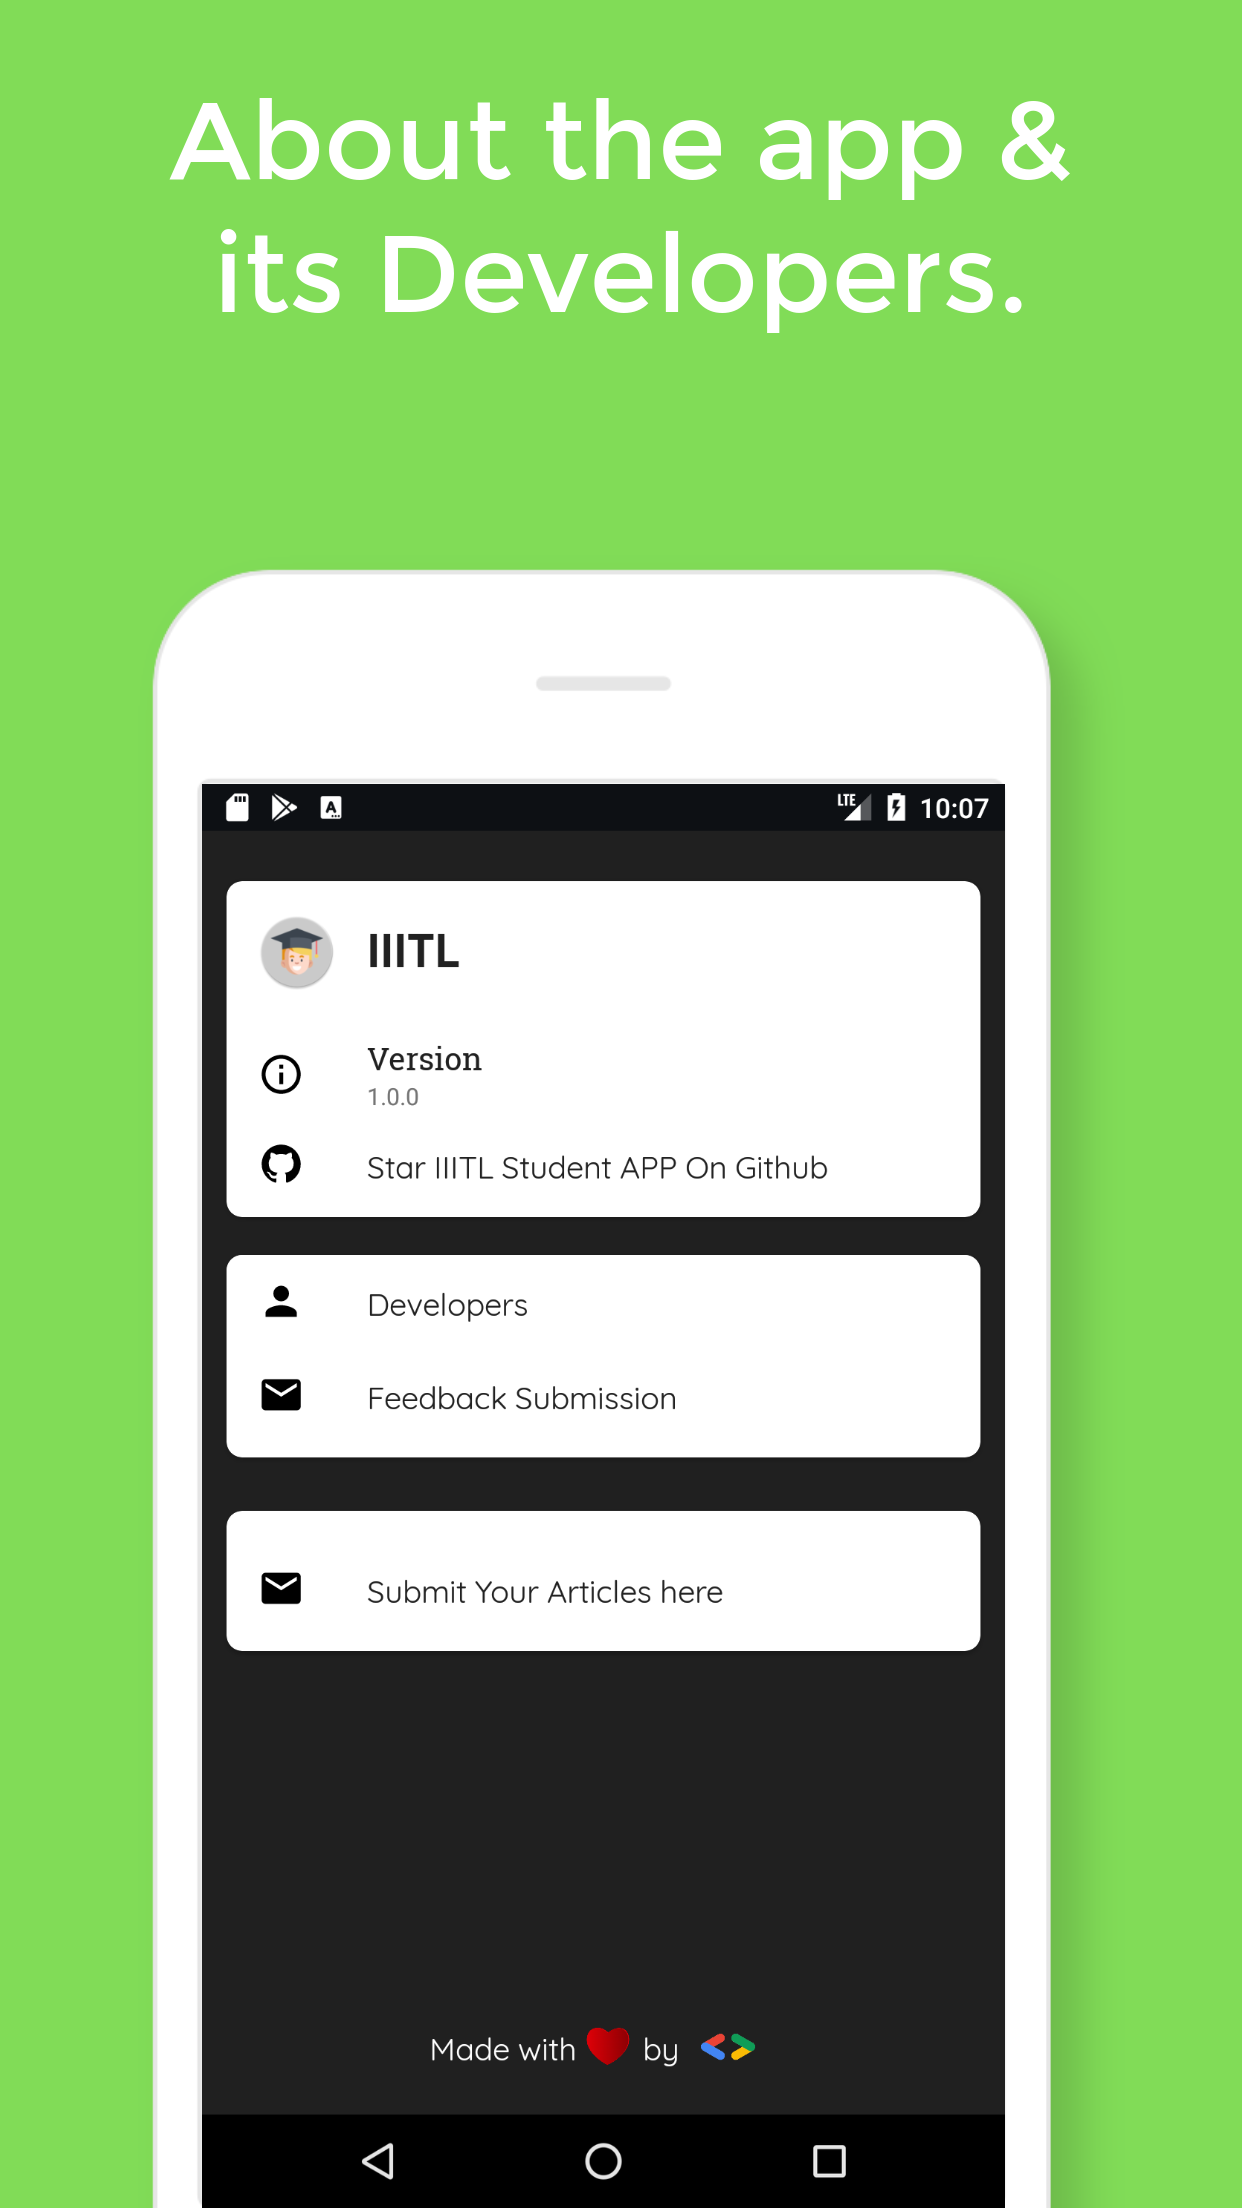 About the app &
its Developers.
LTE 10:07
IIITL
Version
1.0.0
Star IIITL Student APP On Github
Developers
Feedback Submission
Submit Your Articles here
Made with by